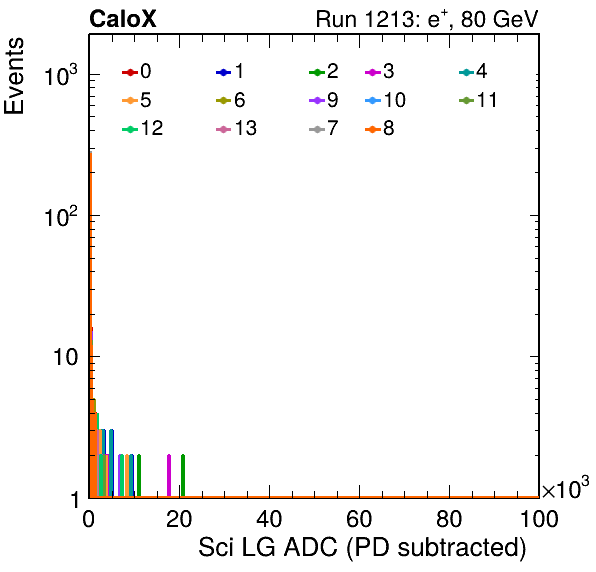 CaloX Run 1213: e⁺, 80 GeV
Events
10³
10²
10
1
0 1 2 3 4
5 6 9 10 11
12 13 7 8
0 20 40 60 80 100
×10³
Sci LG ADC (PD subtracted)